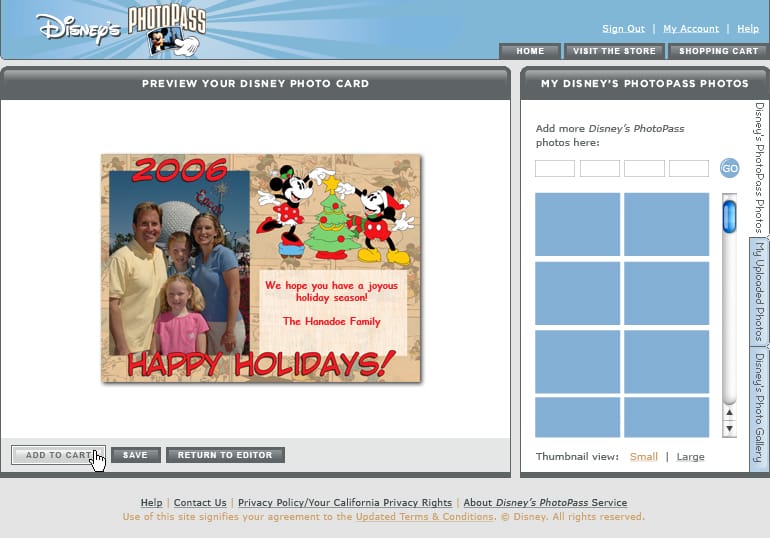 Disney's PHOTOPASS
Sign Out | My Account | Help
HOME
VISIT THE STORE
SHOPPING CART
PREVIEW YOUR DISNEY PHOTO CARD
2006
Epcot
We hope you have a joyous
holiday season!
The Hanadoe Family
HAPPY HOLIDAYS!
ADD TO CART
SAVE
RETURN TO EDITOR
MY DISNEY'S PHOTOPASS PHOTOS
Add more Disney's PhotoPass
photos here:
GO
Disney's PhotoPass Photos
My Uploaded Photos
Disney's Photo Gallery
Thumbnail view: Small | Large
Help | Contact Us | Privacy Policy/Your California Privacy Rights | About Disney's PhotoPass Service
Use of this site signifies your agreement to the Updated Terms & Conditions. © Disney. All rights reserved.